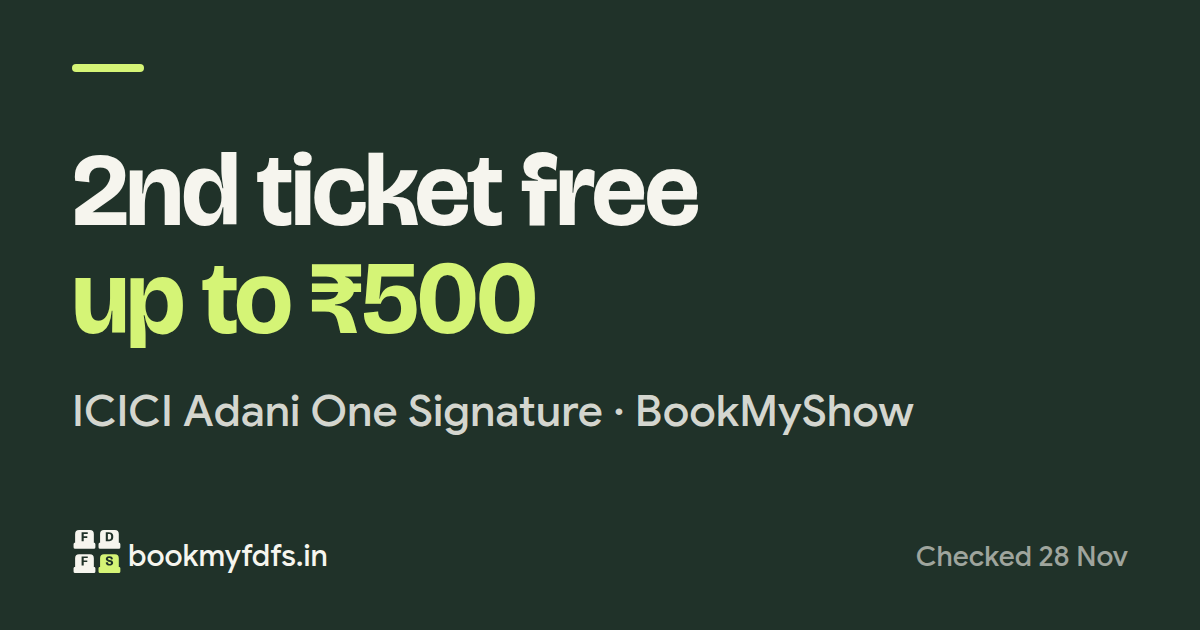 2nd ticket free
up to ₹500
ICICI Adani One Signature · BookMyShow
F D
F S
bookmyfdfs.in
Checked 28 Nov